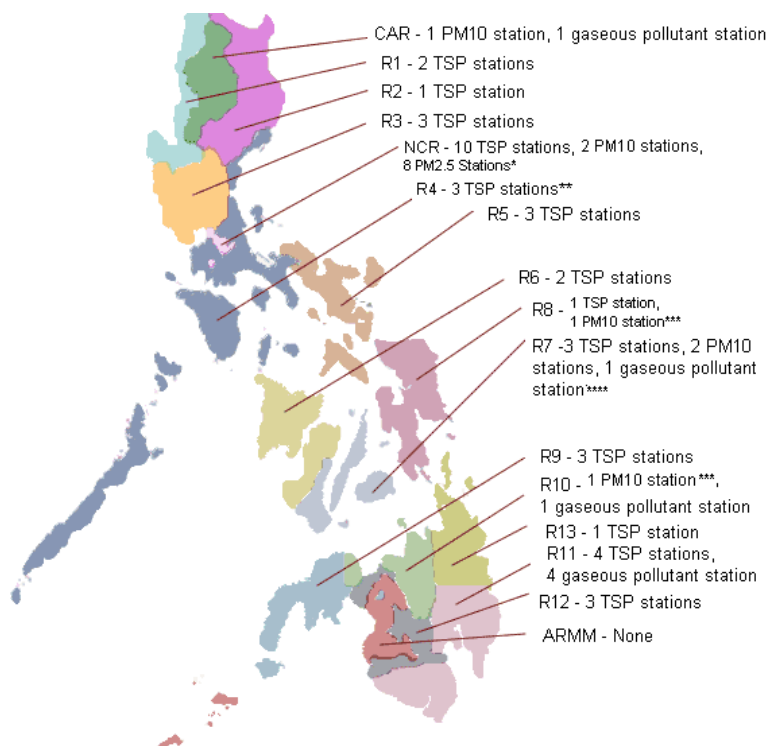 CAR - 1 PM10 station, 1 gaseous pollutant station
R1 - 2 TSP stations
R2 - 1 TSP station
R3 - 3 TSP stations
NCR - 10 TSP stations, 2 PM10 stations,
8 PM2.5 Stations*
R4 - 3 TSP stations**
R5 - 3 TSP stations
R6 - 2 TSP stations
R8 - 1 TSP station,
1 PM10 station***
R7 -3 TSP stations, 2 PM10
stations, 1 gaseous pollutant
station****
R9 - 3 TSP stations
R10 - 1 PM10 station***,
1 gaseous pollutant station
R13 - 1 TSP station
R11 - 4 TSP stations,
4 gaseous pollutant station
R12 - 3 TSP stations
ARMM - None